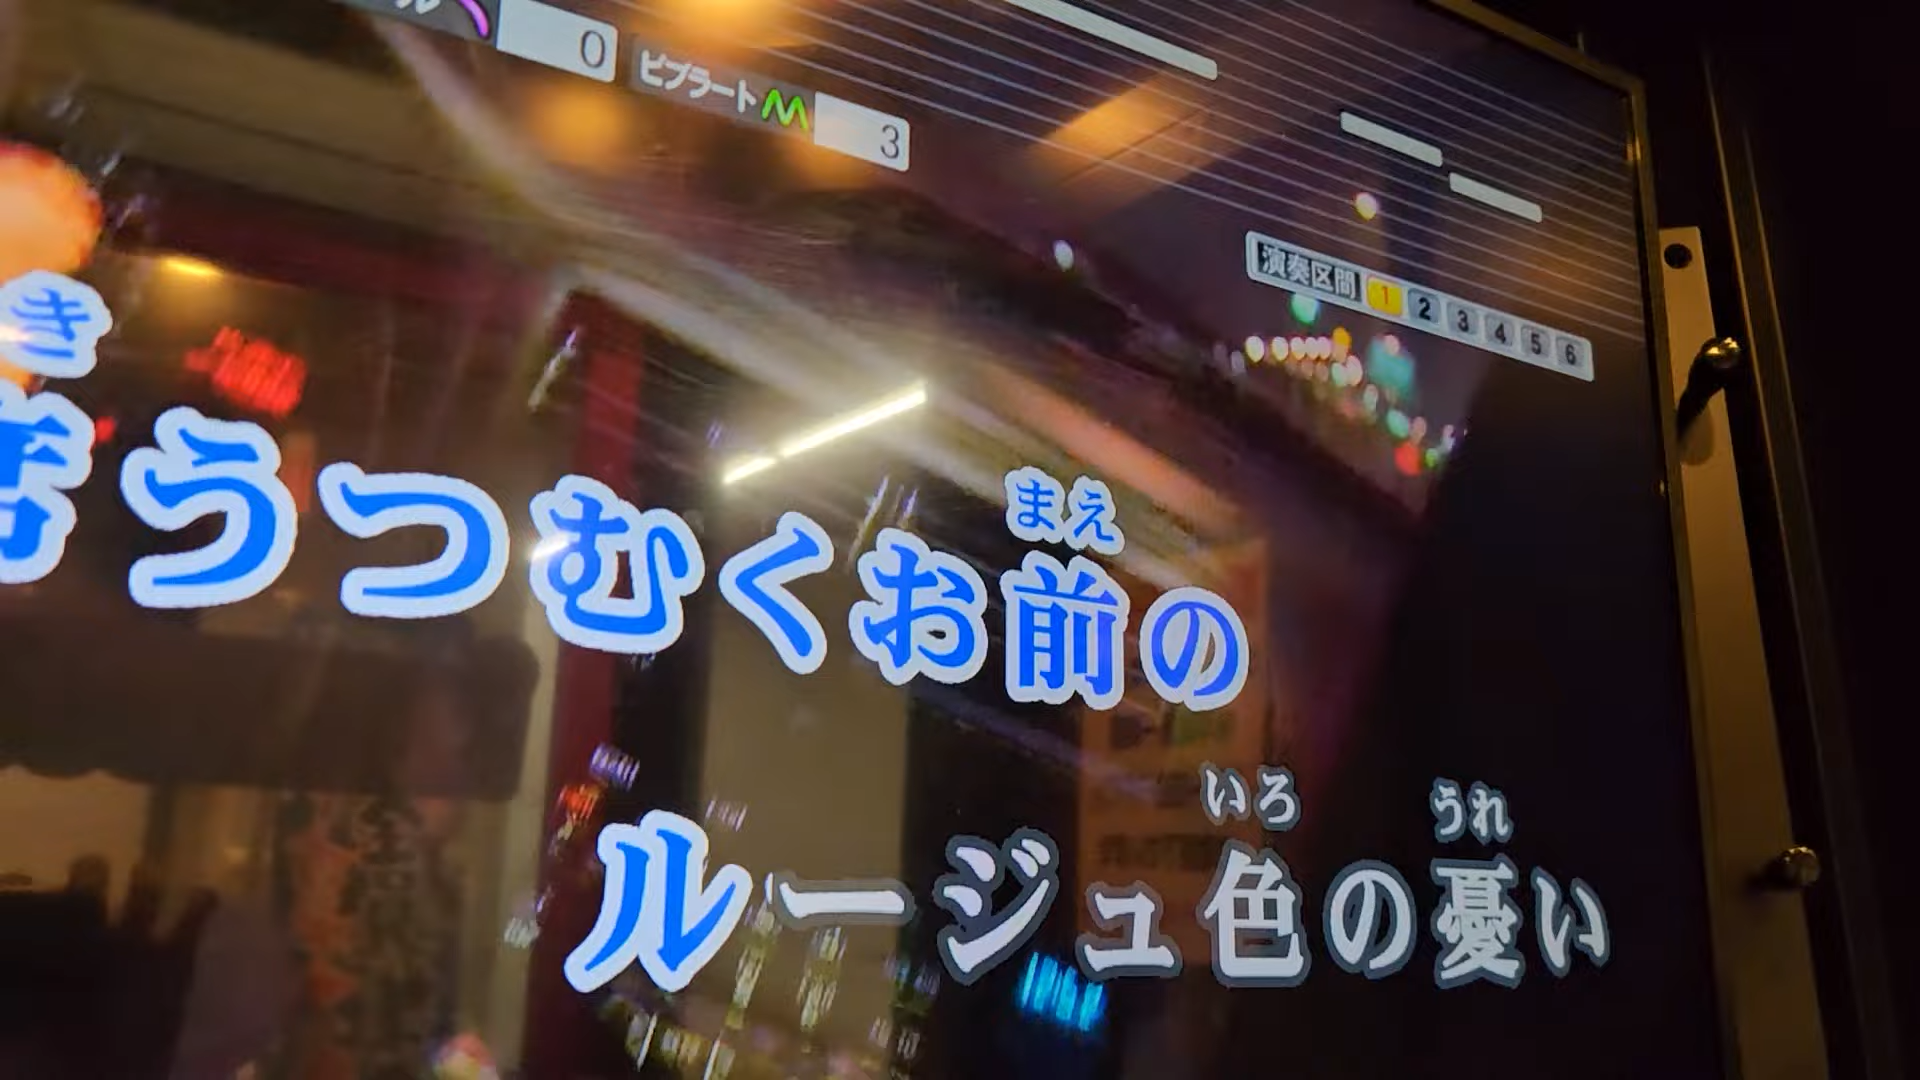 ル 0
ビブラート 3
演奏区間 1 2 3 4 5 6
き
席うつむくお前の
まえ
ルージュ色の憂い
いろ うれ